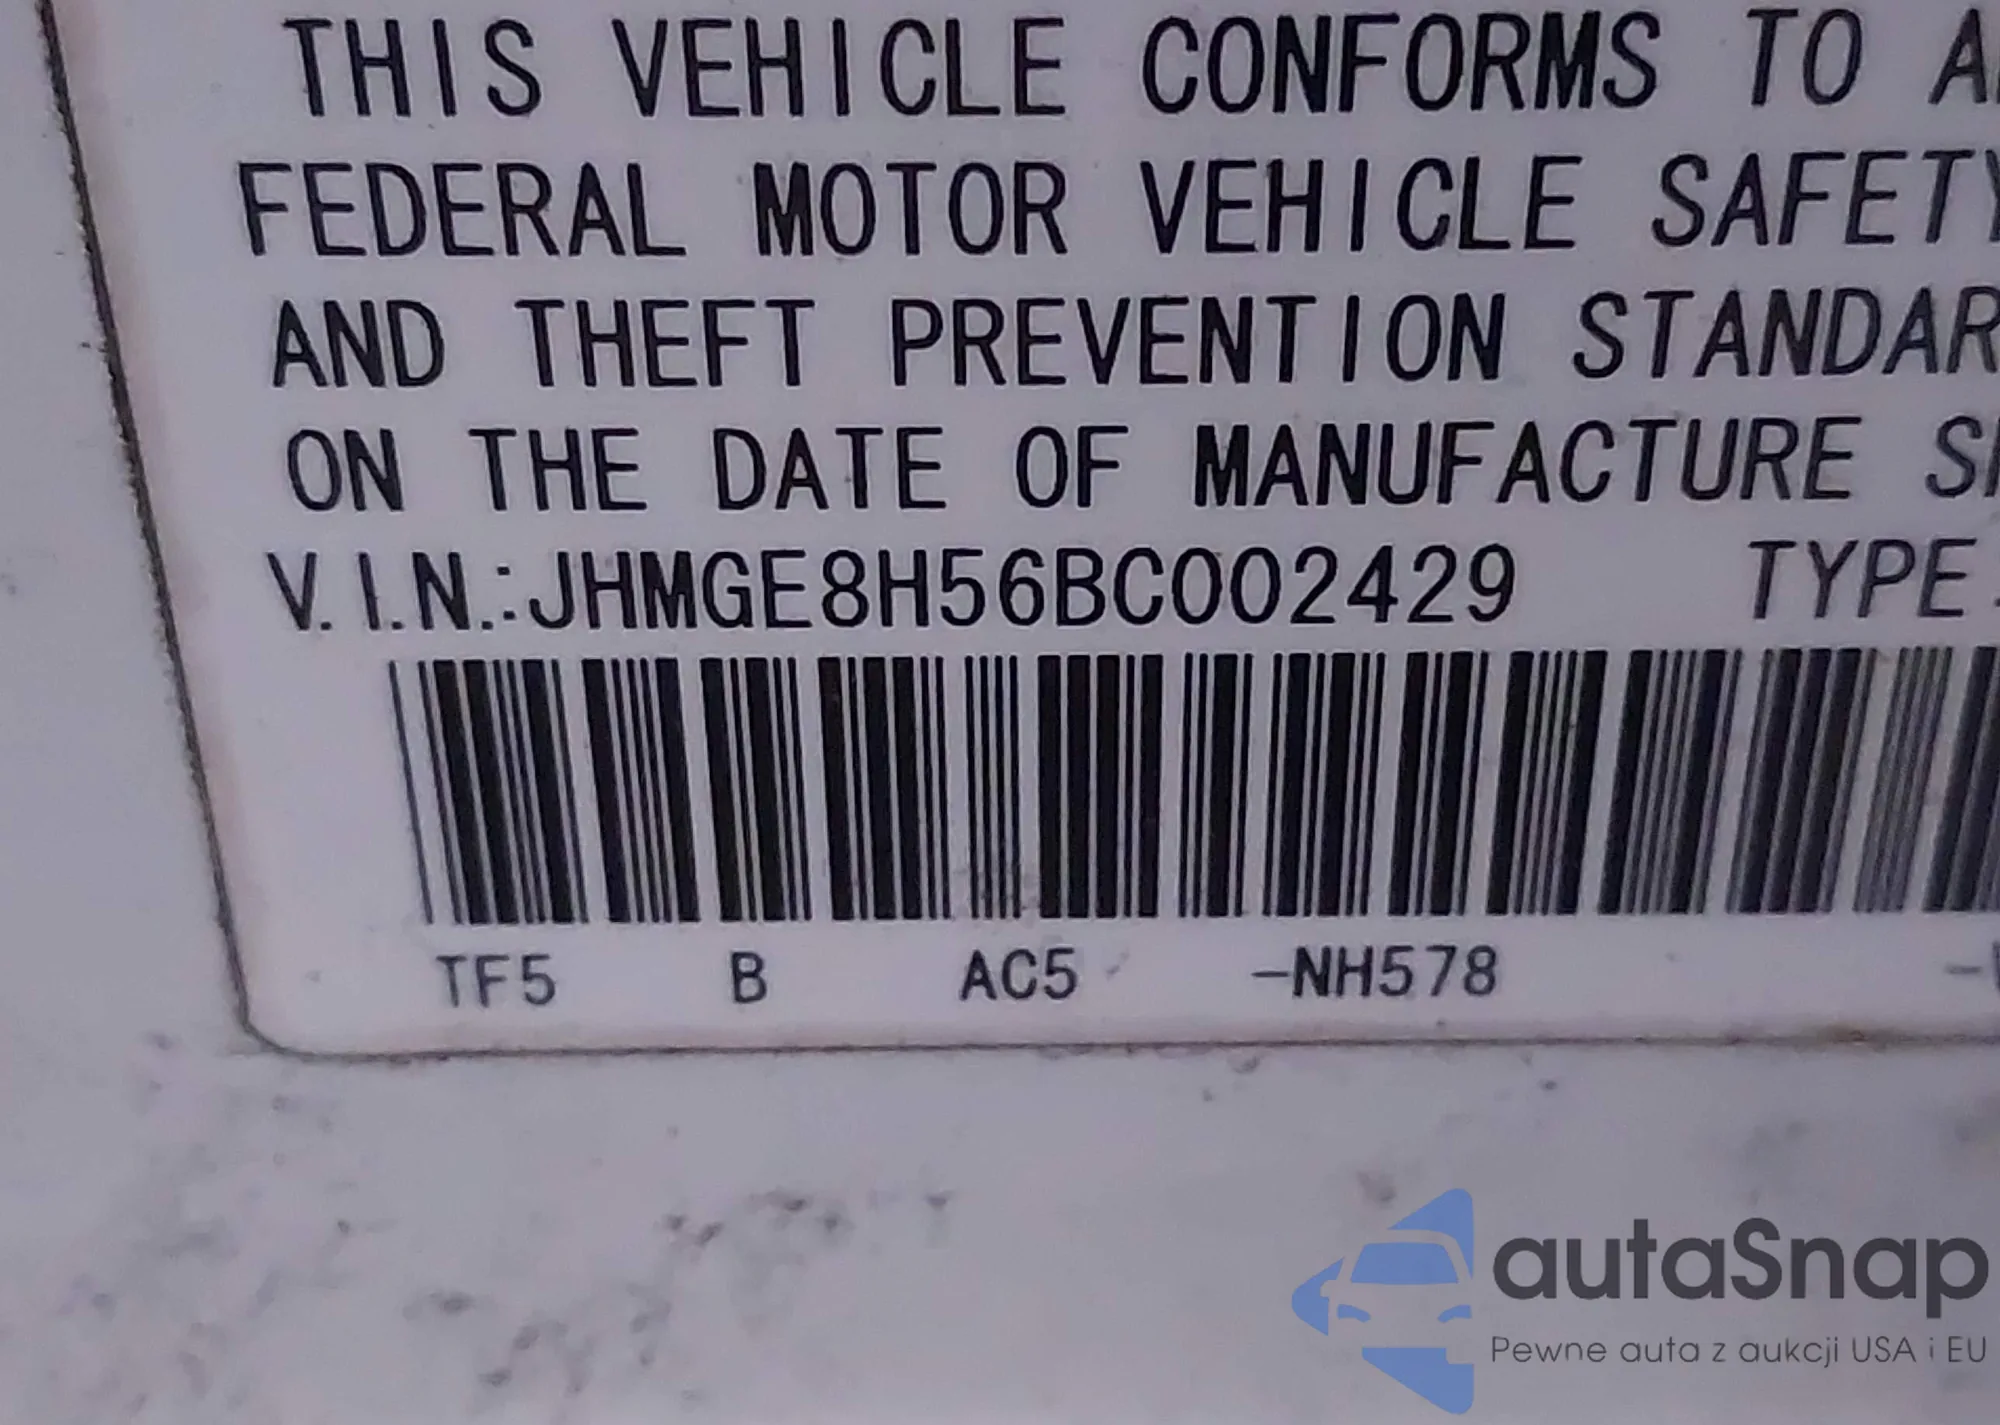 THIS VEHICLE CONFORMS TO
FEDERAL MOTOR VEHICLE SAFETY
AND THEFT PREVENTION STANDAR
ON THE DATE OF MANUFACTURE
V.I.N.:JHMGE8H56BC002429 TYPE
TF5 B AC5 -NH578 -
autaSnap
Pewne auta z aukcji USA i EU